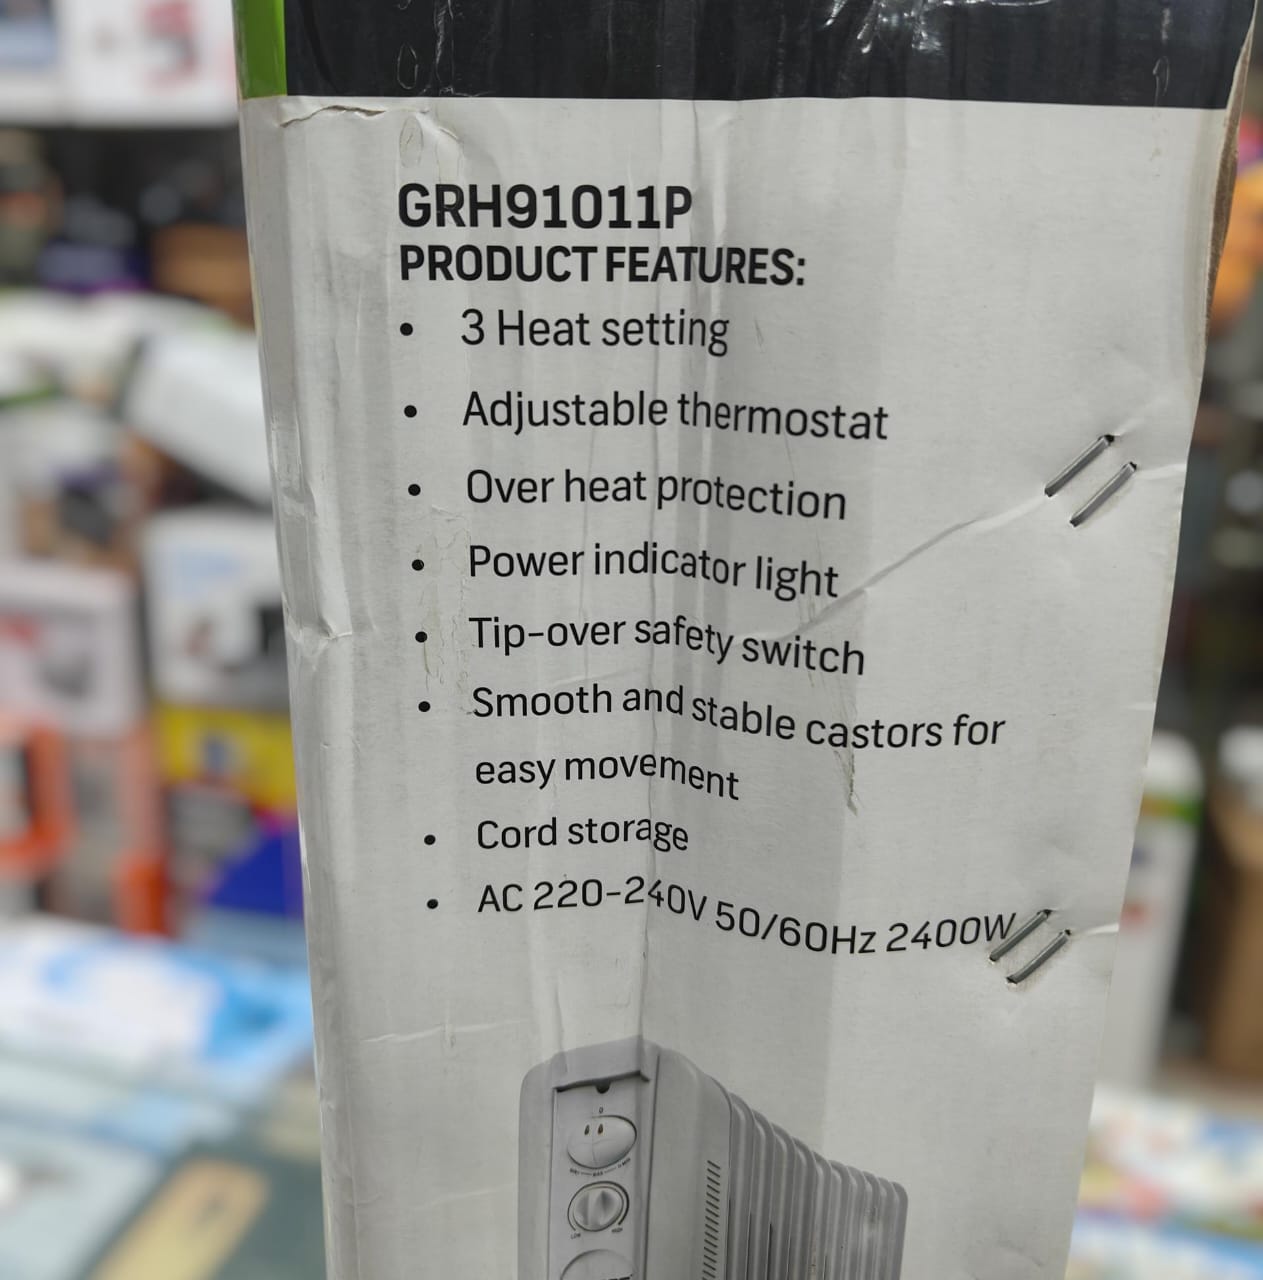 GRH91011P
PRODUCT FEATURES:
• 3 Heat setting
• Adjustable thermostat
• Over heat protection
• Power indicator light
• Tip-over safety switch
• Smooth and stable castors for
easy movement
• Cord storage
• AC 220-240V 50/60Hz 2400W